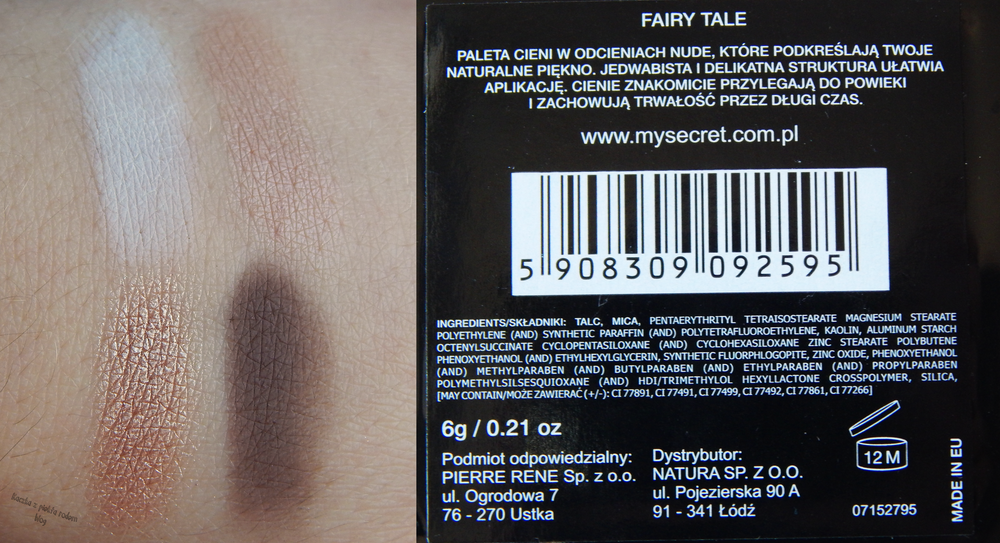 Kaczka z piekła rodem
blog
FAIRY TALE
PALETA CIENI W ODCIENIACH NUDE, KTÓRE PODKREŚLAJĄ TWOJE
NATURALNE PIĘKNO. JEDWABISTA I DELIKATNA STRUKTURA UŁATWIA
APLIKACJĘ. CIENIE ZNAKOMICIE PRZYLEGAJĄ DO POWIEKI
I ZACHOWUJĄ TRWAŁOŚĆ PRZEZ DŁUGI CZAS.
www.mysecret.com.pl
5 908309 092595
INGREDIENTS/SKŁADNIKI: TALC, MICA, PENTAERYTHRITYL TETRAISOSTEARATE MAGNESIUM STEARATE
POLYETHYLENE (AND) SYNTHETIC PARAFFIN (AND) POLYTETRAFLUOROETHYLENE, KAOLIN, ALUMINUM STARCH
OCTENYLSUCCINATE CYCLOPENTASILOXANE (AND) CYCLOHEXASILOXANE ZINC STEARATE POLYBUTENE
PHENOXYETHANOL (AND) ETHYLHEXYLGLYCERIN, SYNTHETIC FLUORPHLOGOPITE, ZINC OXIDE, PHENOXYETHANOL
(AND) METHYLPARABEN (AND) BUTYLPARABEN (AND) ETHYLPARABEN (AND) PROPYLPARABEN
POLYMETHYLSILSESQUIOXANE (AND) HDI/TRIMETHYLOL HEXYLLACTONE CROSSPOLYMER, SILICA,
[MAY CONTAIN/MOŻE ZAWIERAĆ (+/-): CI 77891, CI 77491, CI 77499, CI 77492, CI 77861, CI 77266]
6g / 0.21 oz
Podmiot odpowiedzialny:
PIERRE RENE Sp. z o.o.
ul. Ogrodowa 7
76 - 270 Ustka
Dystrybutor:
NATURA SP. Z O.O.
ul. Pojezierska 90 A
91 - 341 Łódź
12 M
07152795
MADE IN EU